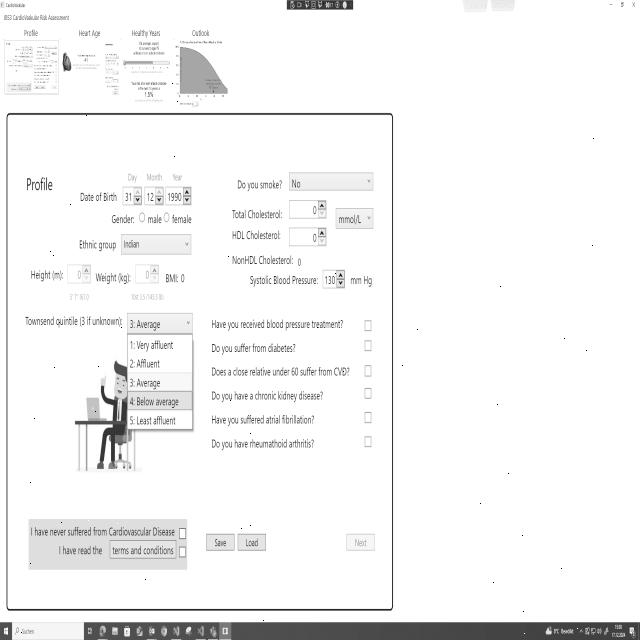 CardioVascular
JBS3 CardioVascular Risk Assessment
Profile
Heart Age
Healthy Years
Outlook
Profile
Day Month Year
Date of Birth 31 12 1990
Gender: male female
Ethnic group Indian
Height (m): 0 Weight (kg): 0 BMI: 0
Townsend quintile (3 if unknown): 3: Average
1: Very affluent
2: Affluent
3: Average
4: Below average
5: Least affluent
Do you smoke? No
Total Cholesterol: 0
mmol/L
HDL Cholesterol: 0
NonHDL Cholesterol: 0
Systolic Blood Pressure: 130 mm Hg
Have you received blood pressure treatment?
Do you suffer from diabetes?
Does a close relative under 60 suffer from CVD?
Do you have a chronic kidney disease?
Have you suffered atrial fibrillation?
Do you have rheumathoid arthritis?
I have never suffered from Cardiovascular Disease
I have read the terms and conditions
Save
Load
Next